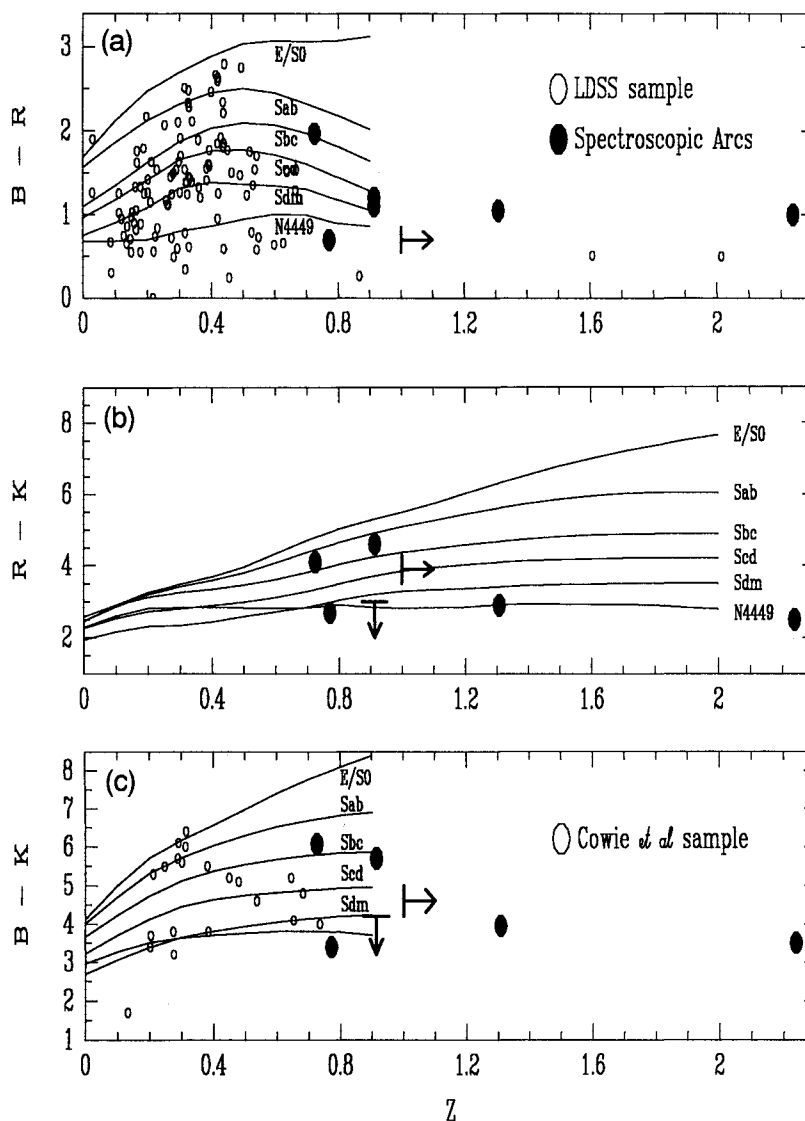 (a)
B – R
3
2
1
0
E/S0
Sab
Sbc
Scd
Sdm
N4449
LDSS sample
Spectroscopic Arcs
0 0.4 0.8 1.2 1.6 2
(b)
R – K
8
6
4
2
E/S0
Sab
Sbc
Scd
Sdm
N4449
0 0.4 0.8 1.2 1.6 2
(c)
B – K
8
7
6
5
4
3
2
1
E/S0
Sab
Sbc
Scd
Sdm
Cowie et al sample
0 0.4 0.8 1.2 1.6 2
Z